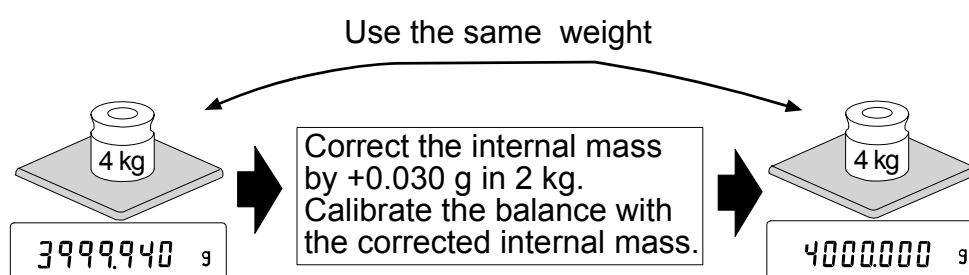 Use the same weight
4 kg
Correct the internal mass
by +0.030 g in 2 kg.
Calibrate the balance with
the corrected internal mass.
4 kg
3999.940 g
4000.000 g